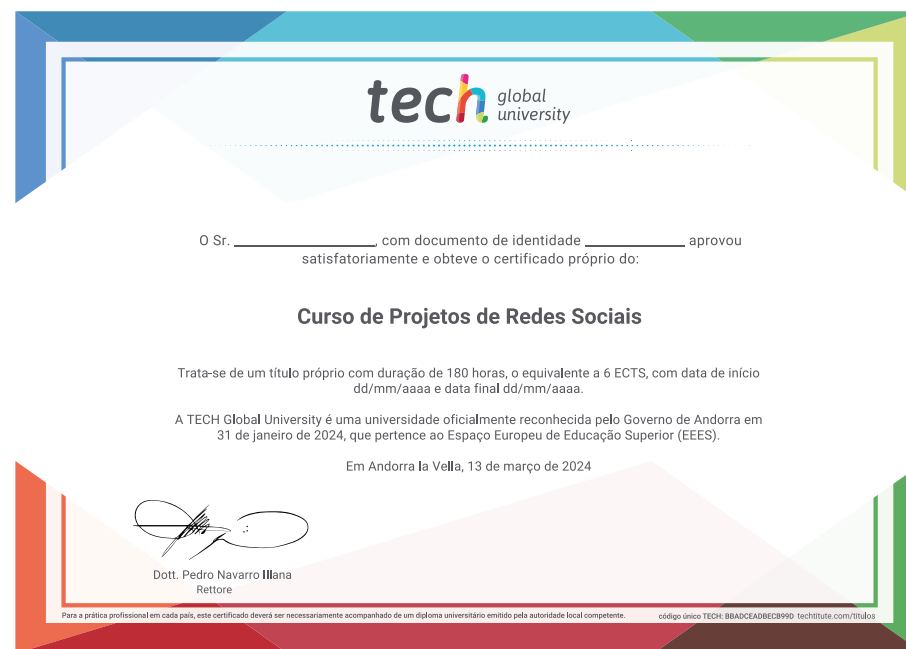 tech global
university
O Sr. ____________________, com documento de identidade ______________ aprovou
satisfatoriamente e obteve o certificado próprio do:
Curso de Projetos de Redes Sociais
Trata-se de um título próprio com duração de 180 horas, o equivalente a 6 ECTS, com data de início
dd/mm/aaaa e data final dd/mm/aaaa.
A TECH Global University é uma universidade oficialmente reconhecida pelo Governo de Andorra em
31 de janeiro de 2024, que pertence ao Espaço Europeu de Educação Superior (EEES).
Em Andorra la Vella, 13 de março de 2024
Dott. Pedro Navarro Illana
Rettore
Para a prática profissional em cada país, este certificado deverá ser necessariamente acompanhado de um diploma universitário emitido pela autoridade local competente. código único TECH: BBADCEADBECB99D techtitute.com/titulos